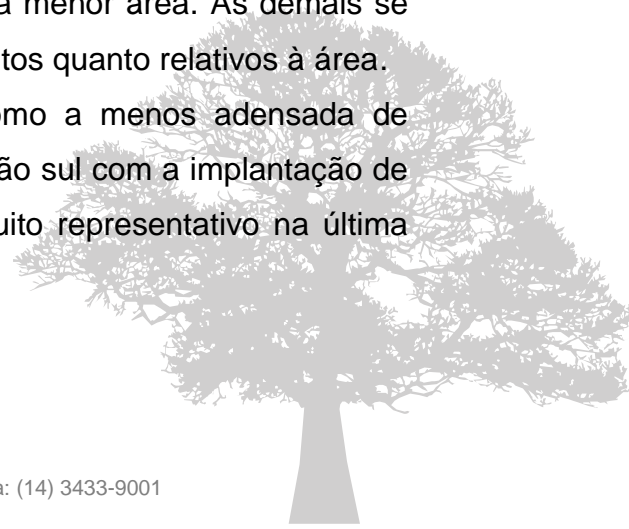 a menor área. As demais se
tos quanto relativos à área.
omo a menos adensada de
ão sul com a implantação de
uito representativo na última
a: (14) 3433-9001